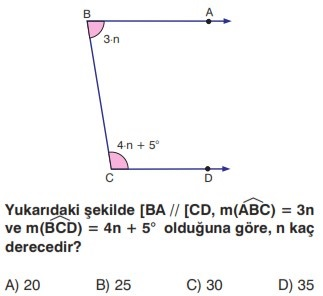 B A
3·n
4·n + 5°
C D
Yukarıdaki şekilde [BA // [CD, m(ABC) = 3n
ve m(BCD) = 4n + 5° olduğuna göre, n kaç
derecedir?
A) 20 B) 25 C) 30 D) 35